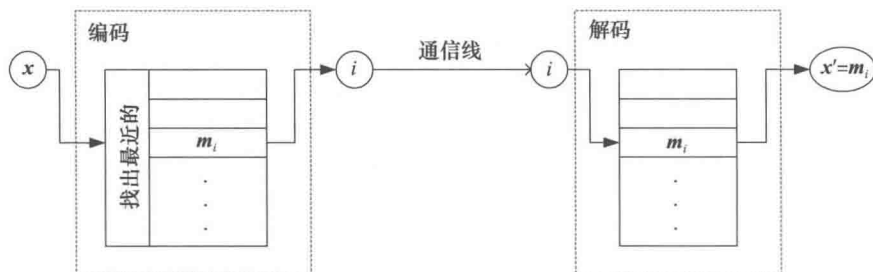 编码
解码
x
找出最近的
m_i
.
.
.
i
通信线
i
m_i
.
.
.
x'=m_i